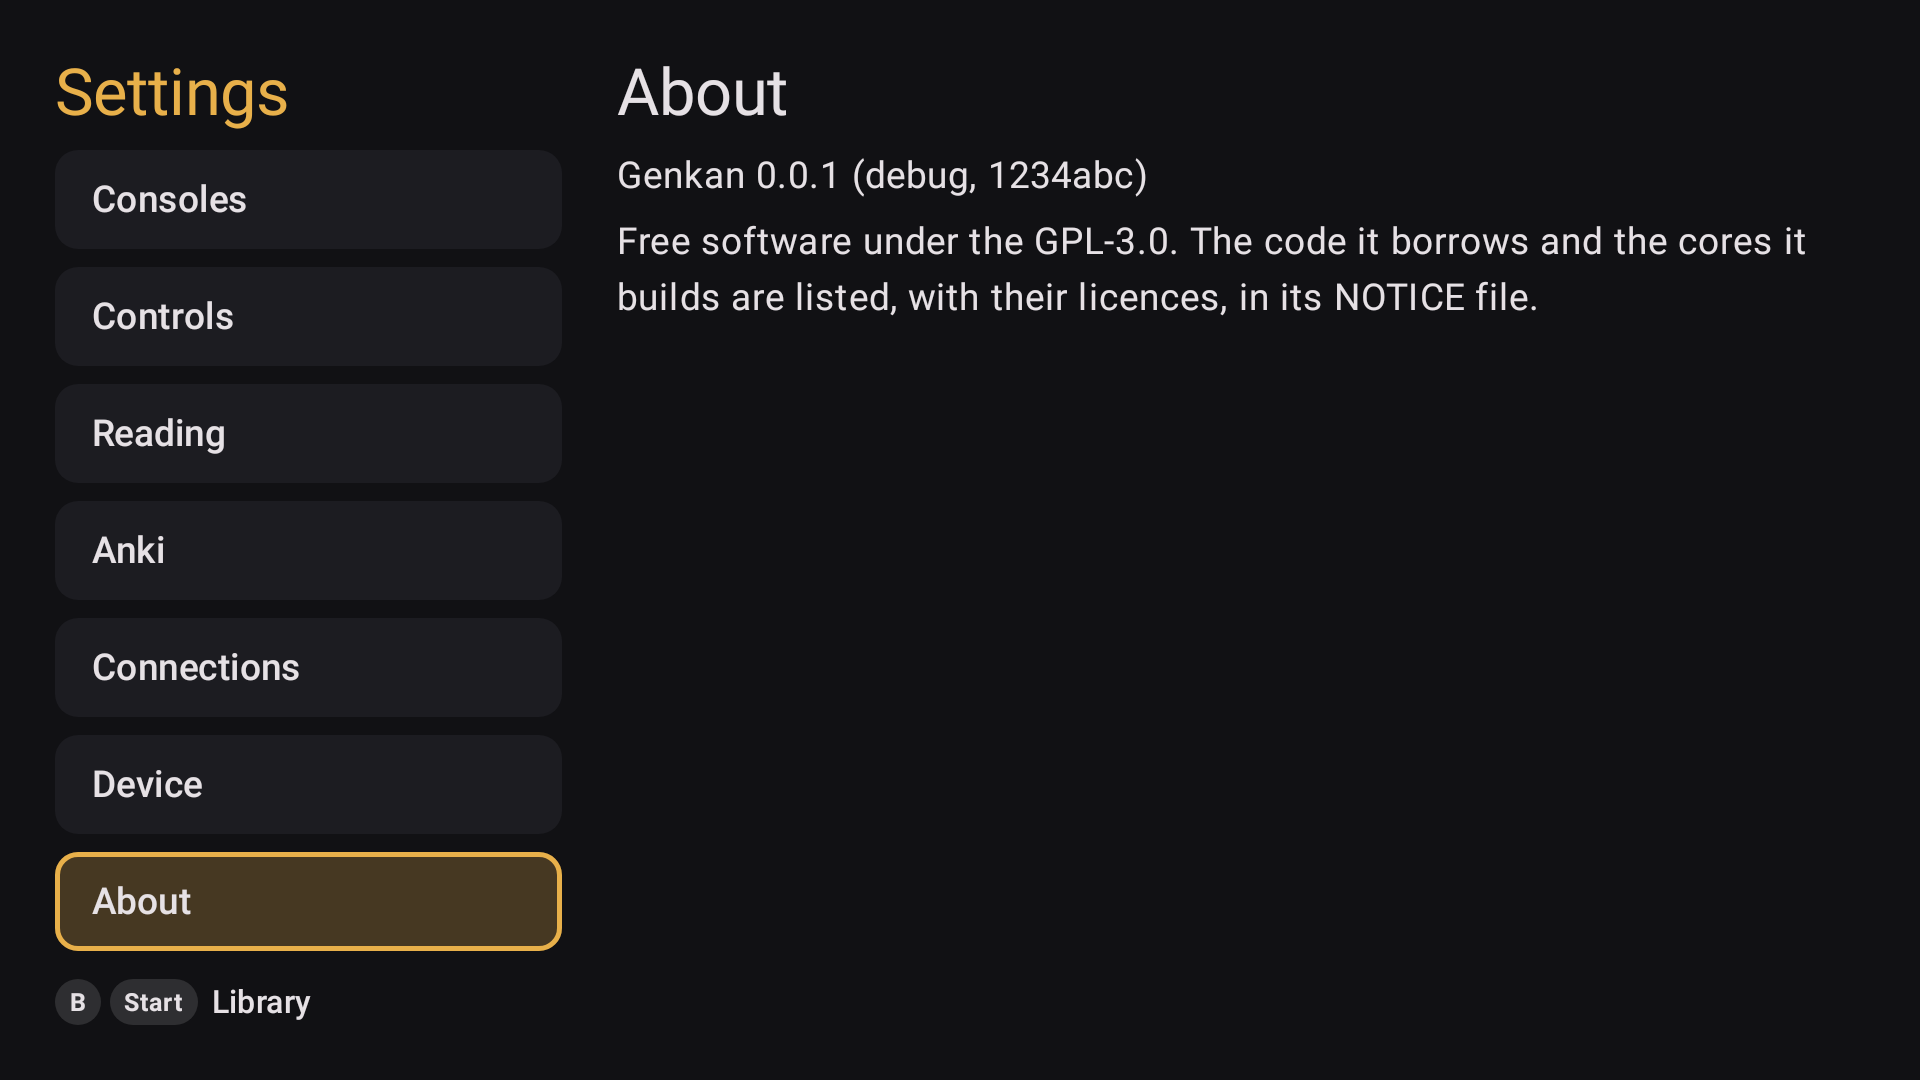 Settings
Consoles
Controls
Reading
Anki
Connections
Device
About
B Start Library
About
Genkan 0.0.1 (debug, 1234abc)
Free software under the GPL-3.0. The code it borrows and the cores it
builds are listed, with their licences, in its NOTICE file.